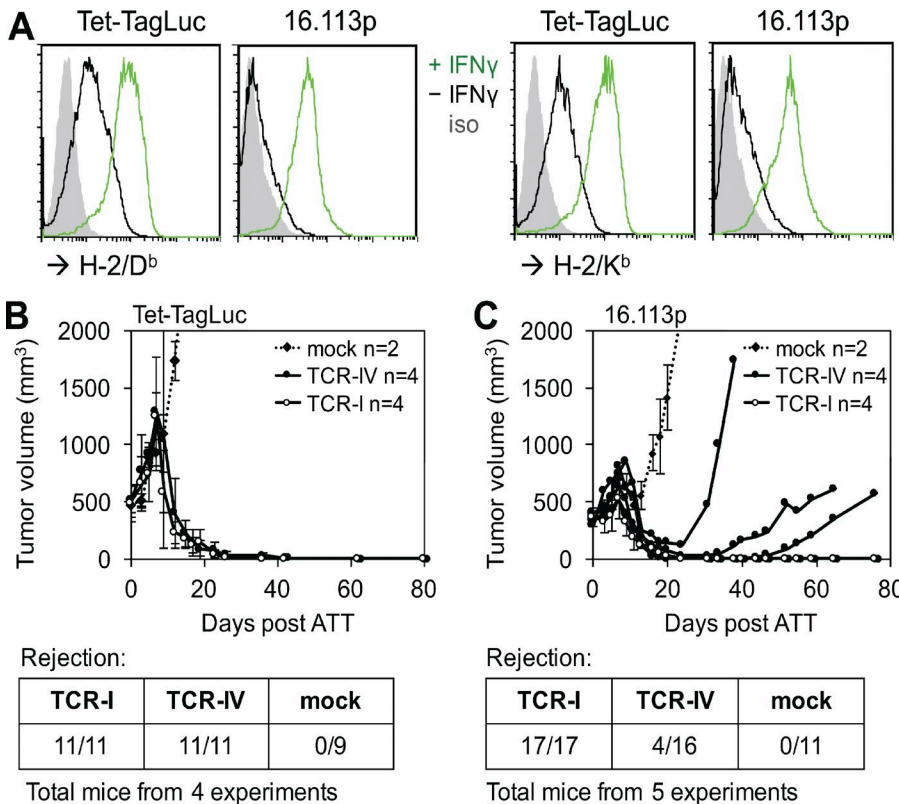 A
Tet-TagLuc
16.113p
Tet-TagLuc
16.113p
+ IFNγ
− IFNγ
iso
→ H-2/Dᵇ
→ H-2/Kᵇ
B
Tet-TagLuc
Tumor volume (mm³)
2000
1500
1000
500
0
mock n=2
TCR-IV n=4
TCR-I n=4
0 20 40 60 80
Days post ATT
Rejection:
TCR-I TCR-IV mock
11/11 11/11 0/9
Total mice from 4 experiments
C
16.113p
Tumor volume (mm³)
2000
1500
1000
500
0
mock n=2
TCR-IV n=4
TCR-I n=4
0 20 40 60 80
Days post ATT
Rejection:
TCR-I TCR-IV mock
17/17 4/16 0/11
Total mice from 5 experiments